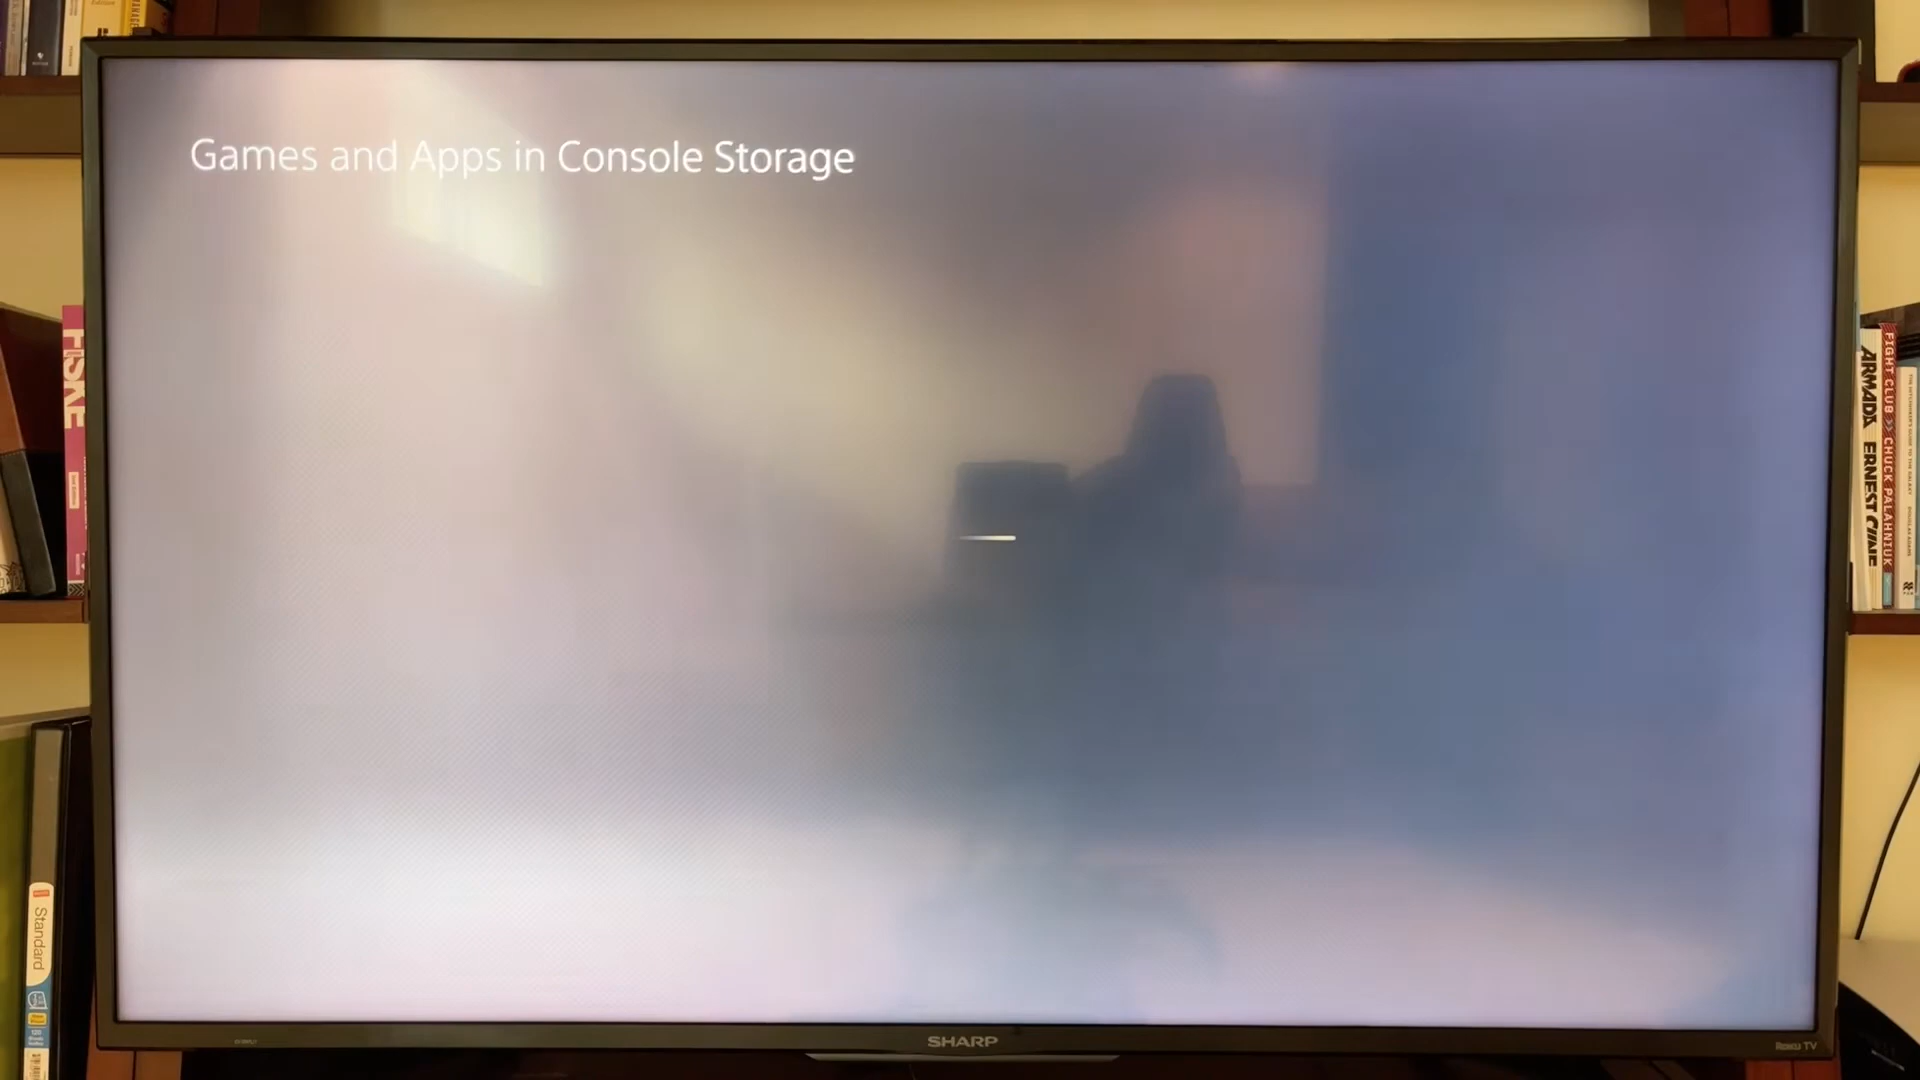 Games and Apps in Console Storage
FISKE
Standard
ARMADA ERNEST CLINE
FIGHT CLUB CHUCK PALAHNIUK
SHARP
Roku TV